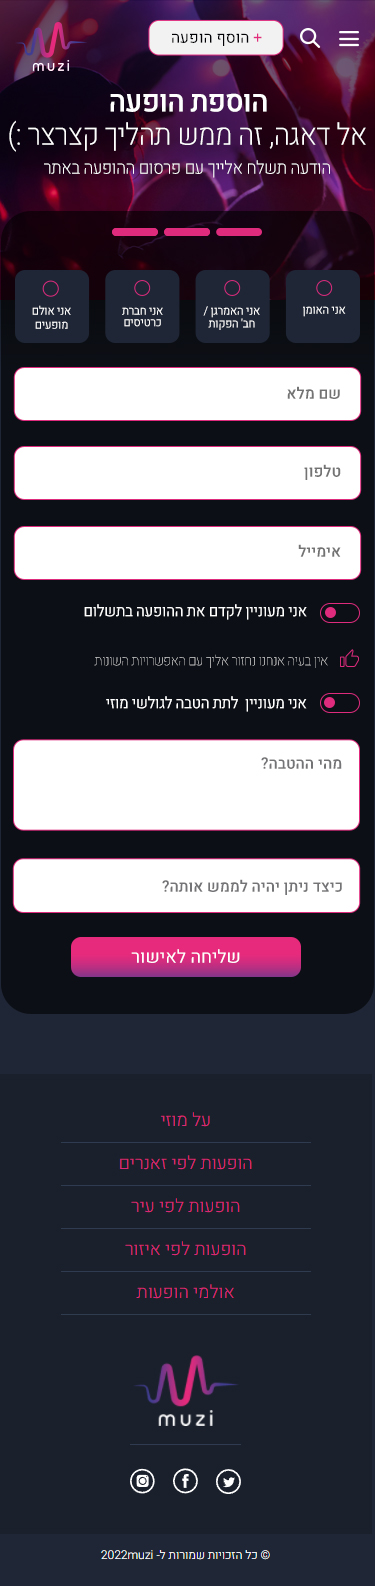 muzi
+ הוסף הופעה
הוספת הופעה
אל דאגה, זה ממש תהליך קצרצר :)
הודעה תשלח אלייך עם פרסום ההופעה באתר
אני האומן
אני האמרגן /
חב' הפקות
אני חברת
כרטיסים
אני אולם
מופעים
שם מלא
טלפון
אימייל
אני מעוניין לקדם את ההופעה בתשלום
אין בעיה אנחנו נחזור אליך עם האפשרויות השונות
אני מעוניין לתת הטבה לגולשי מוזי
מהי ההטבה?
כיצד ניתן יהיה לממש אותה?
שליחה לאישור
על מוזי
הופעות לפי זאנרים
הופעות לפי עיר
הופעות לפי איזור
אולמי הופעות
muzi
© כל הזכויות שמורות ל- 2022muzi